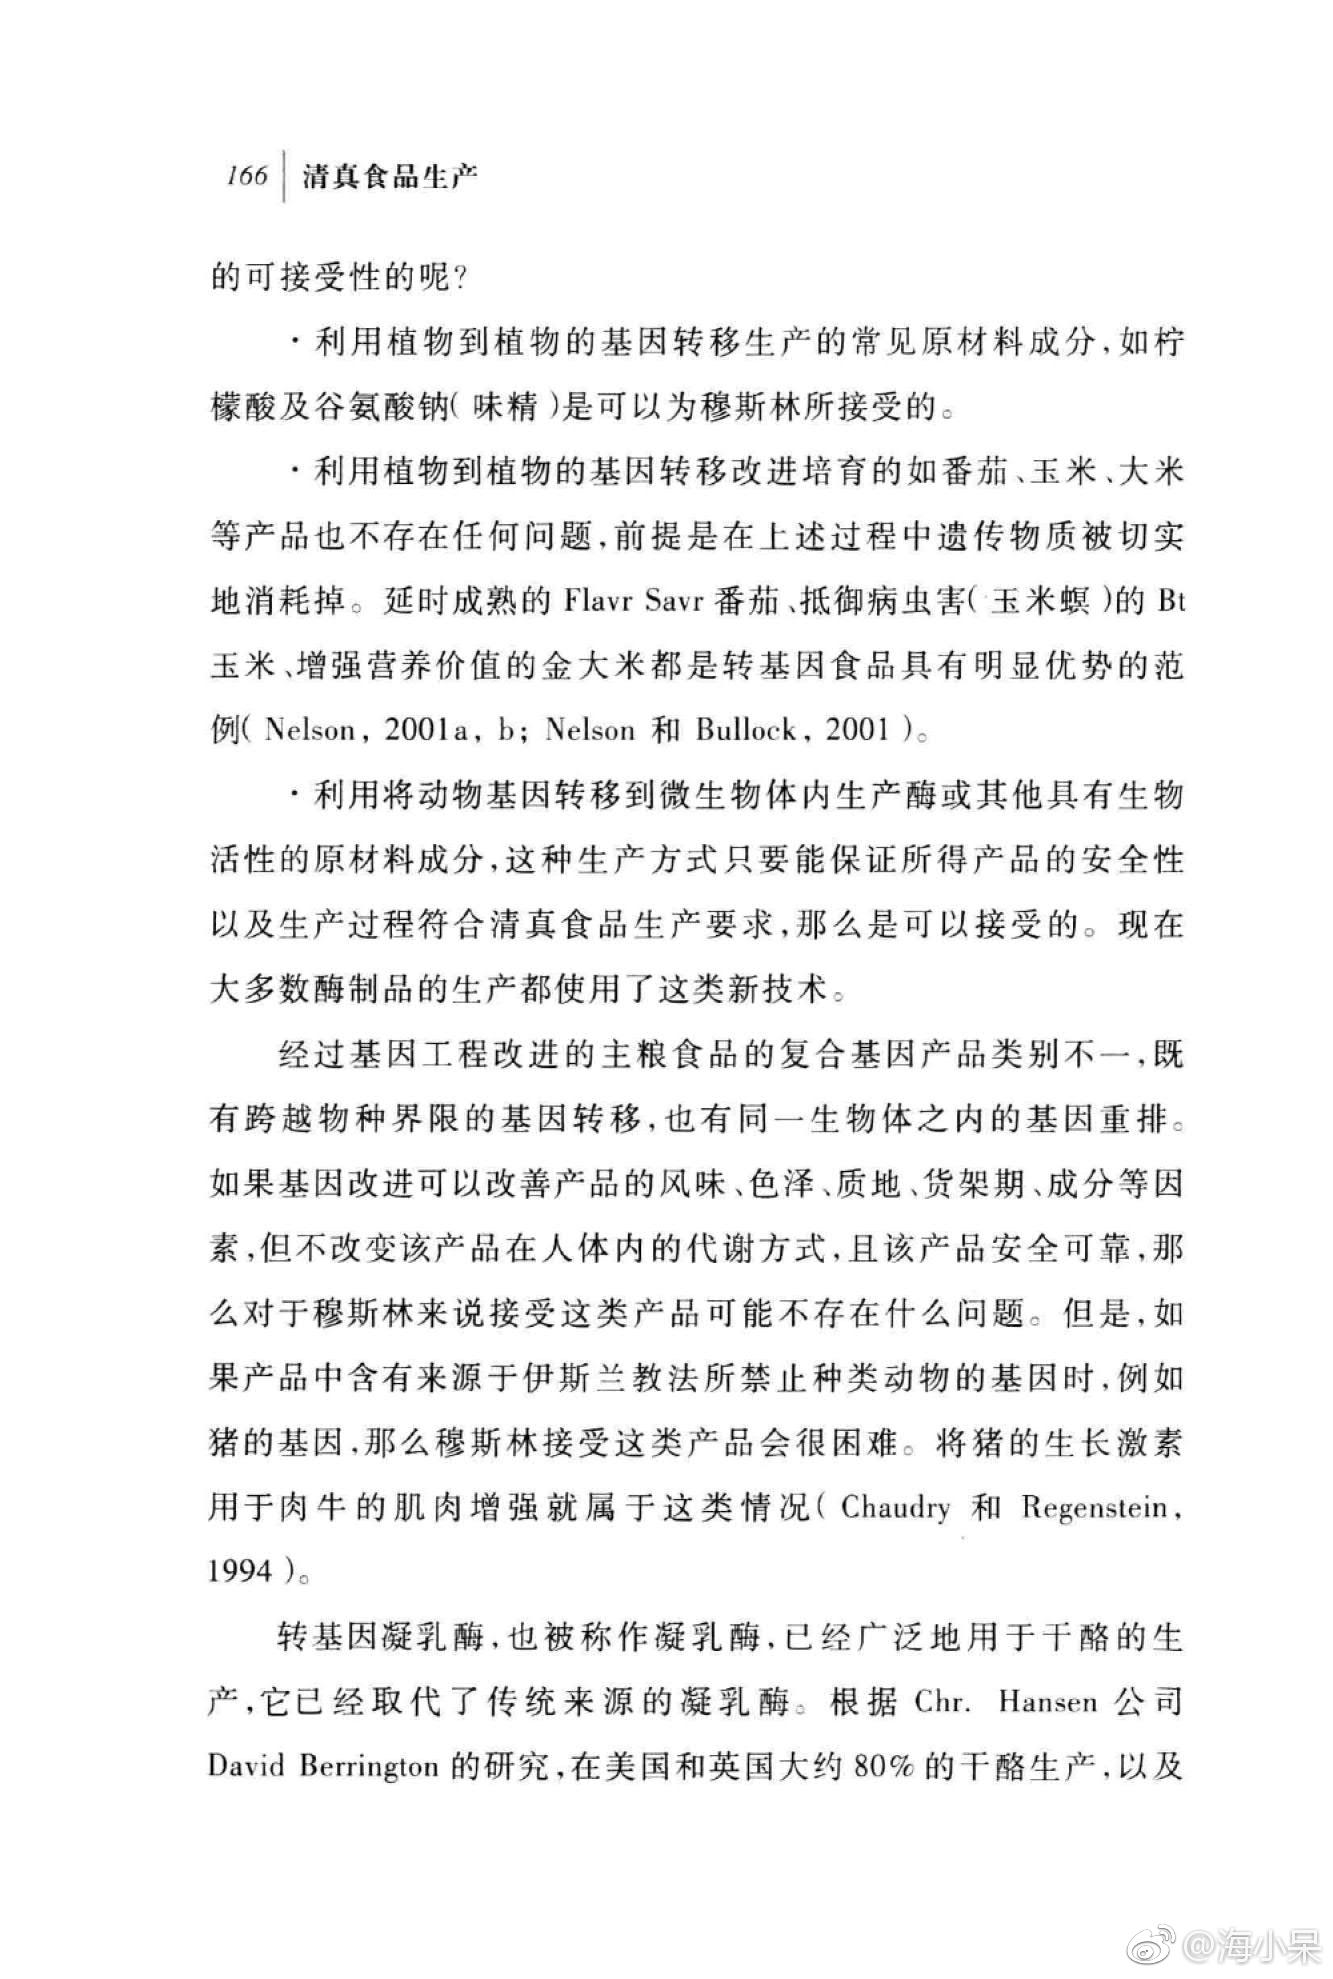 166 清真食品生产
的可接受性的呢?
·利用植物到植物的基因转移生产的常见原材料成分,如柠
檬酸及谷氨酸钠(味精)是可以为穆斯林所接受的。
·利用植物到植物的基因转移改进培育的如番茄、玉米、大米
等产品也不存在任何问题,前提是在上述过程中遗传物质被切实
地消耗掉。延时成熟的 Flavr Savr 番茄、抵御病虫害(玉米螟)的 Bt
玉米、增强营养价值的金大米都是转基因食品具有明显优势的范
例( Nelson, 2001a, b; Nelson 和 Bullock, 2001 )。
·利用将动物基因转移到微生物体内生产酶或其他具有生物
活性的原材料成分,这种生产方式只要能保证所得产品的安全性
以及生产过程符合清真食品生产要求,那么是可以接受的。现在
大多数酶制品的生产都使用了这类新技术。
经过基因工程改进的主粮食品的复合基因产品类别不一,既
有跨越物种界限的基因转移,也有同一生物体之内的基因重排。
如果基因改进可以改善产品的风味、色泽、质地、货架期、成分等因
素,但不改变该产品在人体内的代谢方式,且该产品安全可靠,那
么对于穆斯林来说接受这类产品可能不存在什么问题。但是,如
果产品中含有来源于伊斯兰教法所禁止种类动物的基因时,例如
猪的基因,那么穆斯林接受这类产品会很困难。将猪的生长激素
用于肉牛的肌肉增强就属于这类情况( Chaudry 和 Regenstein,
1994 )。
转基因凝乳酶,也被称作凝乳酶,已经广泛地用于干酪的生
产,它已经取代了传统来源的凝乳酶。根据 Chr. Hansen 公司
David Berrington 的研究,在美国和英国大约 80% 的干酪生产,以及
@海小呆